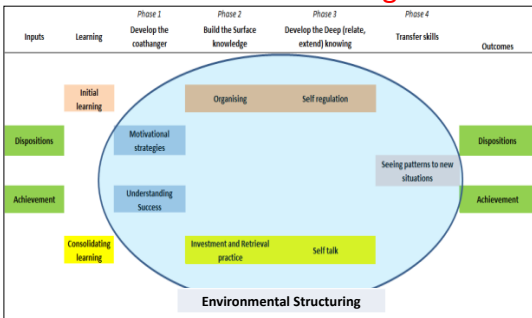 Phase 1
Phase 2
Phase 3
Phase 4
Inputs
Learning
Develop the
coathanger
Build the Surface
knowledge
Develop the Deep (relate,
extend) knowing
Transfer skills
Outcomes
Initial
learning
Organising
Self regulation
Dispositions
Motivational
strategies
Dispositions
Seeing patterns to new
situations
Achievement
Understanding
Success
Achievement
Consolidating
learning
Investment and Retrieval
practice
Self talk
Environmental Structuring